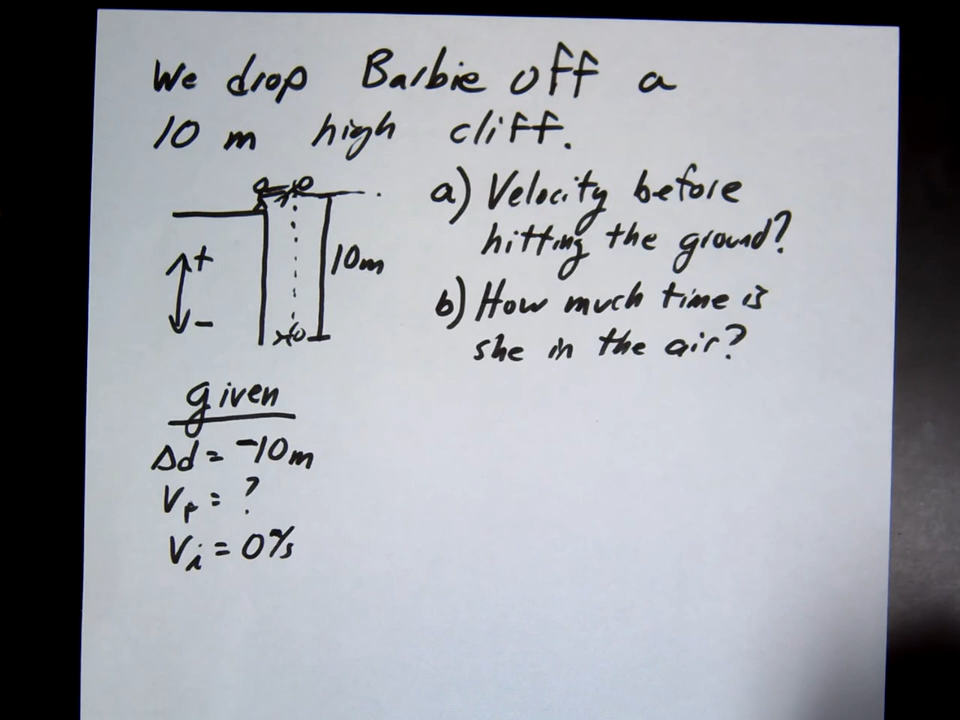 We drop Barbie off a
10 m high cliff.
a) Velocity before
hitting the ground?
+
10m
b) How much time is
she in the air?
-
given
Δd = -10m
Vf = ?
Vi = 0 m/s